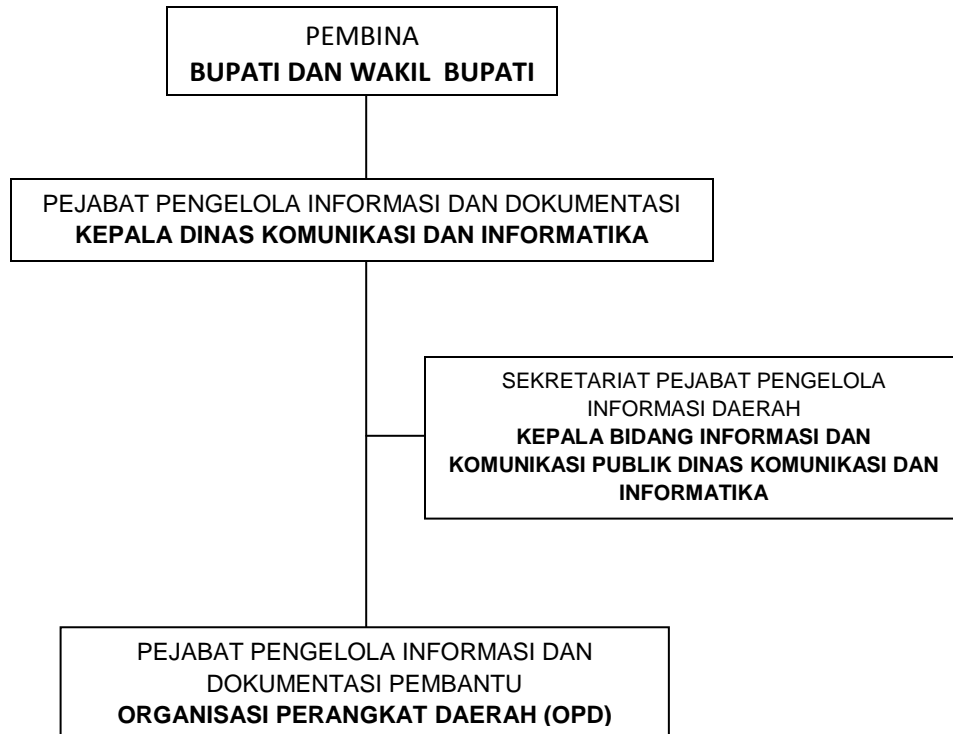 PEMBINA
BUPATI DAN WAKIL BUPATI
PEJABAT PENGELOLA INFORMASI DAN DOKUMENTASI
KEPALA DINAS KOMUNIKASI DAN INFORMATIKA
SEKRETARIAT PEJABAT PENGELOLA
INFORMASI DAERAH
KEPALA BIDANG INFORMASI DAN
KOMUNIKASI PUBLIK DINAS KOMUNIKASI DAN
INFORMATIKA
PEJABAT PENGELOLA INFORMASI DAN
DOKUMENTASI PEMBANTU
ORGANISASI PERANGKAT DAERAH (OPD)